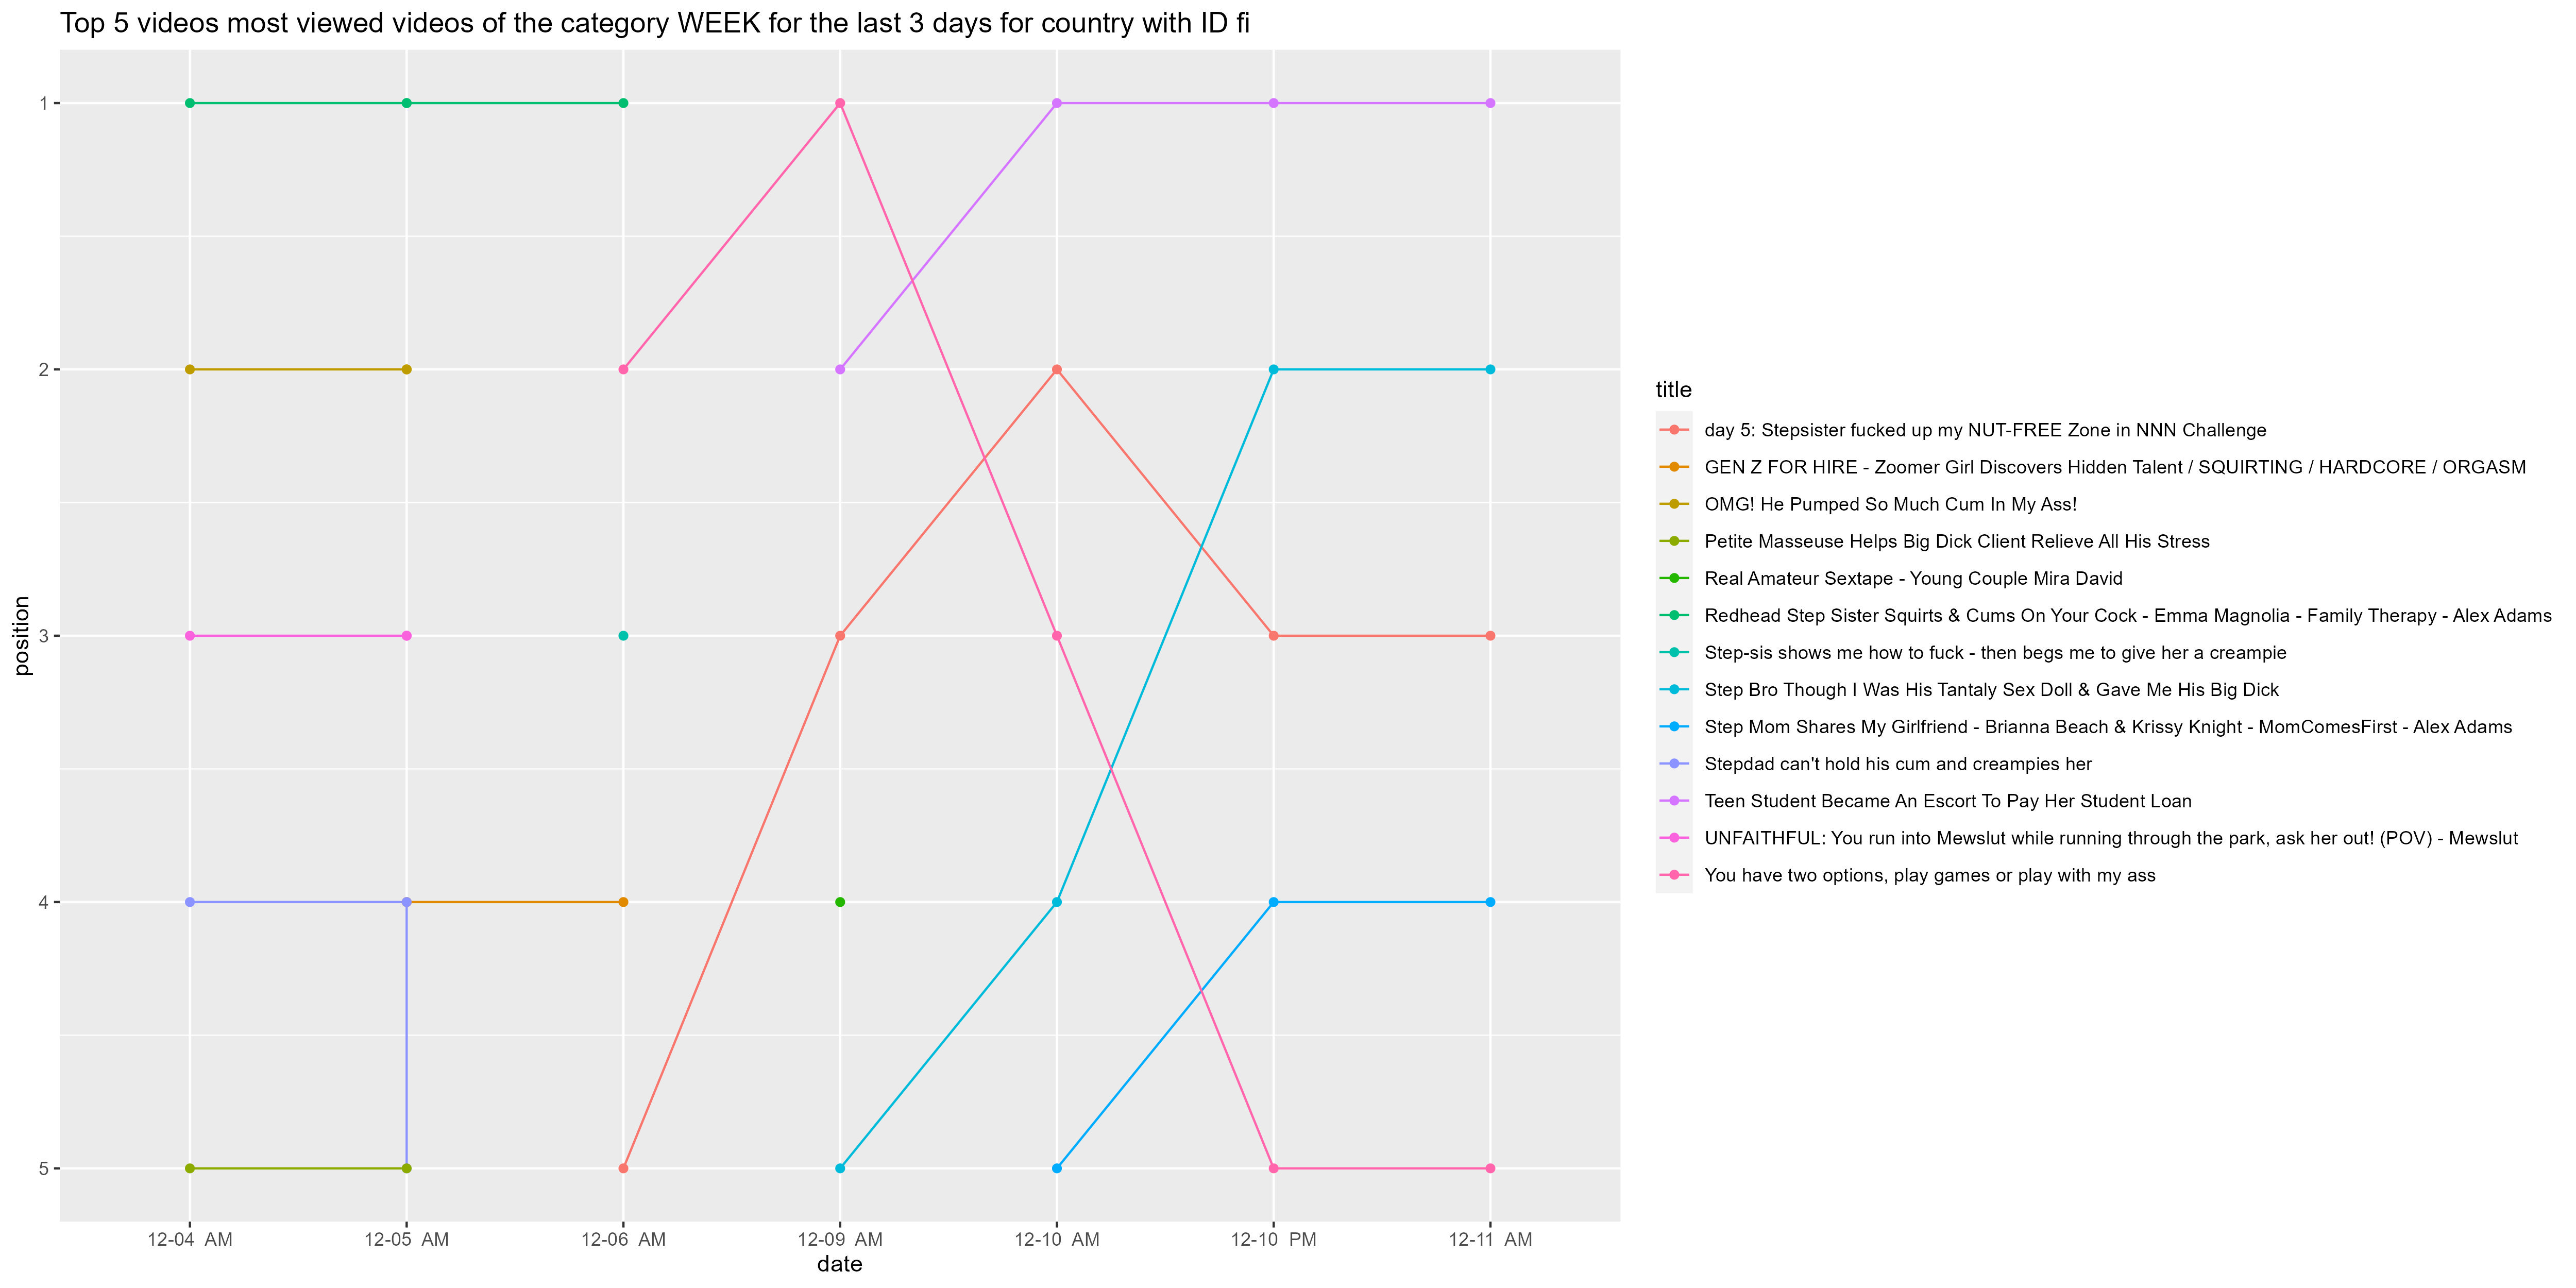 Top 5 videos most viewed videos of the category WEEK for the last 3 days for country with ID fi
position
1
2
3
4
5
12-04 AM
12-05 AM
12-06 AM
12-09 AM
12-10 AM
12-10 PM
12-11 AM
date
title
day 5: Stepsister fucked up my NUT-FREE Zone in NNN Challenge
GEN Z FOR HIRE - Zoomer Girl Discovers Hidden Talent / SQUIRTING / HARDCORE / ORGASM
OMG! He Pumped So Much Cum In My Ass!
Petite Masseuse Helps Big Dick Client Relieve All His Stress
Real Amateur Sextape - Young Couple Mira David
Redhead Step Sister Squirts & Cums On Your Cock - Emma Magnolia - Family Therapy - Alex Adams
Step-sis shows me how to fuck - then begs me to give her a creampie
Step Bro Though I Was His Tantaly Sex Doll & Gave Me His Big Dick
Step Mom Shares My Girlfriend - Brianna Beach & Krissy Knight - MomComesFirst - Alex Adams
Stepdad can't hold his cum and creampies her
Teen Student Became An Escort To Pay Her Student Loan
UNFAITHFUL: You run into Mewslut while running through the park, ask her out! (POV) - Mewslut
You have two options, play games or play with my ass